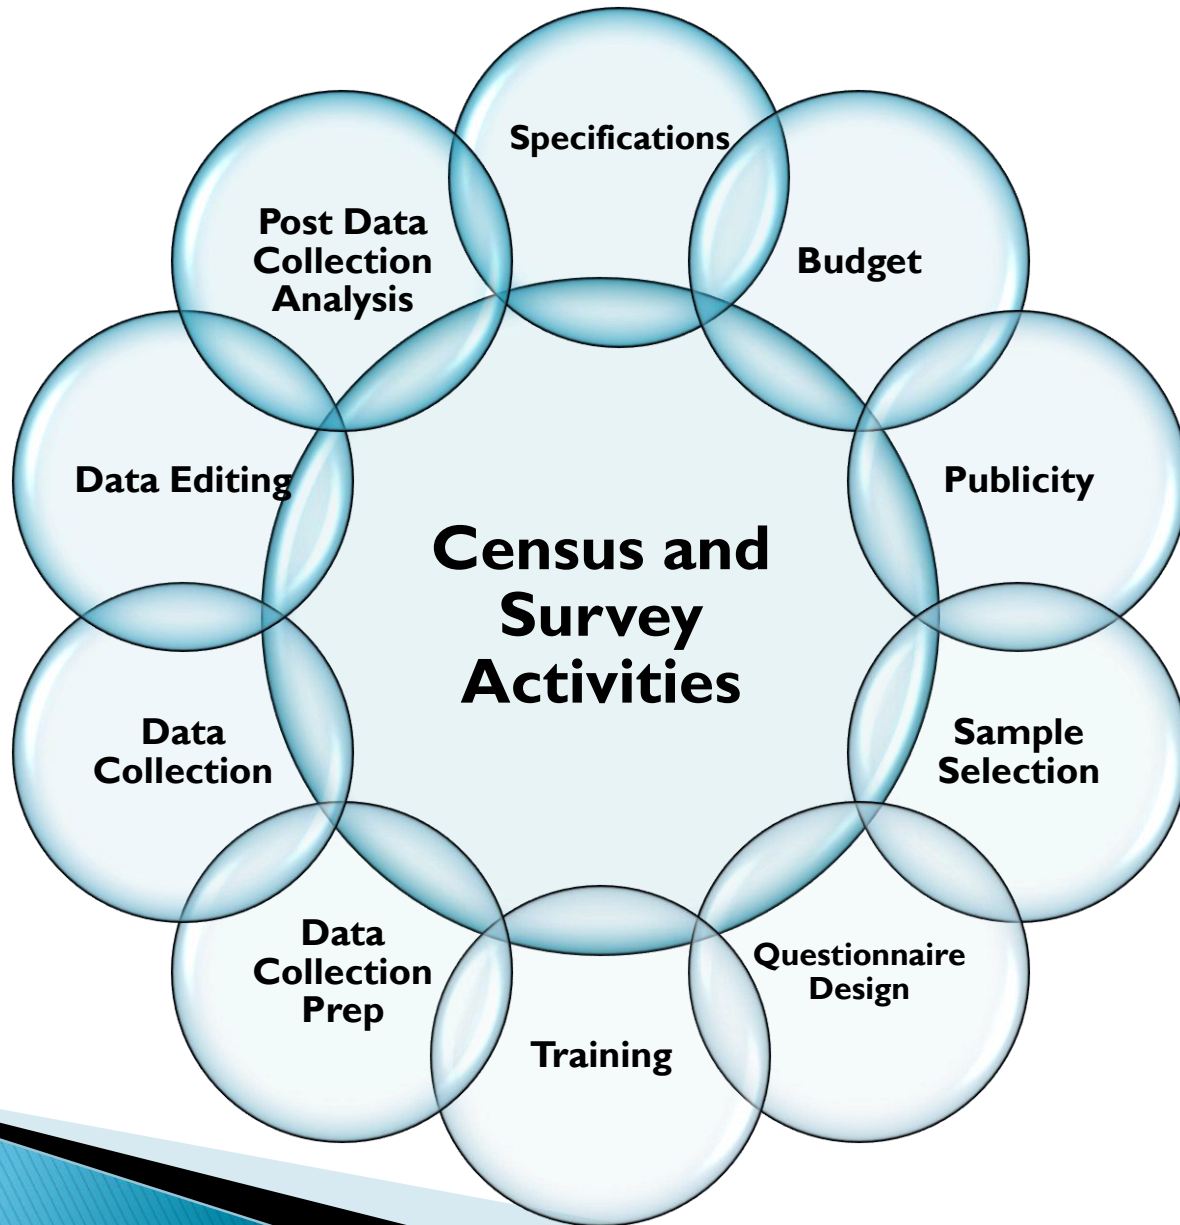 Specifications
Budget
Publicity
Sample
Selection
Questionnaire
Design
Training
Data
Collection
Prep
Data
Collection
Data Editing
Post Data
Collection
Analysis
Census and
Survey
Activities